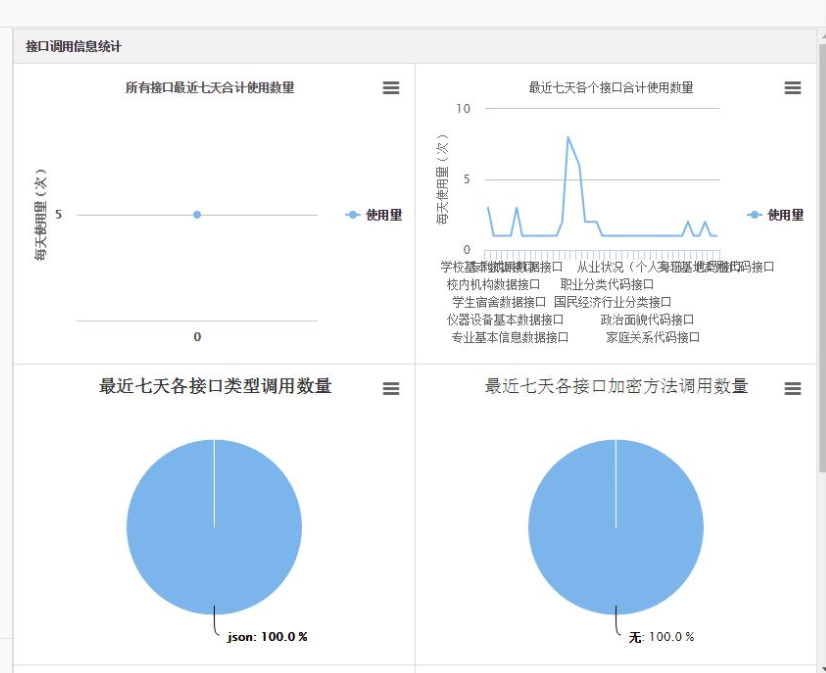 接口调用信息统计
所有接口最近七天合计使用数量
每天使用量（次）
5
0
使用量
最近七天各个接口合计使用数量
每天使用量（次）
10
5
0
使用量
校内机构数据接口
职业分类代码接口
学生宿舍数据接口
国民经济行业分类接口
仪器设备基本数据接口
政治面貌代码接口
专业基本信息数据接口
家庭关系代码接口
最近七天各接口类型调用数量
json: 100.0 %
最近七天各接口加密方法调用数量
无: 100.0 %